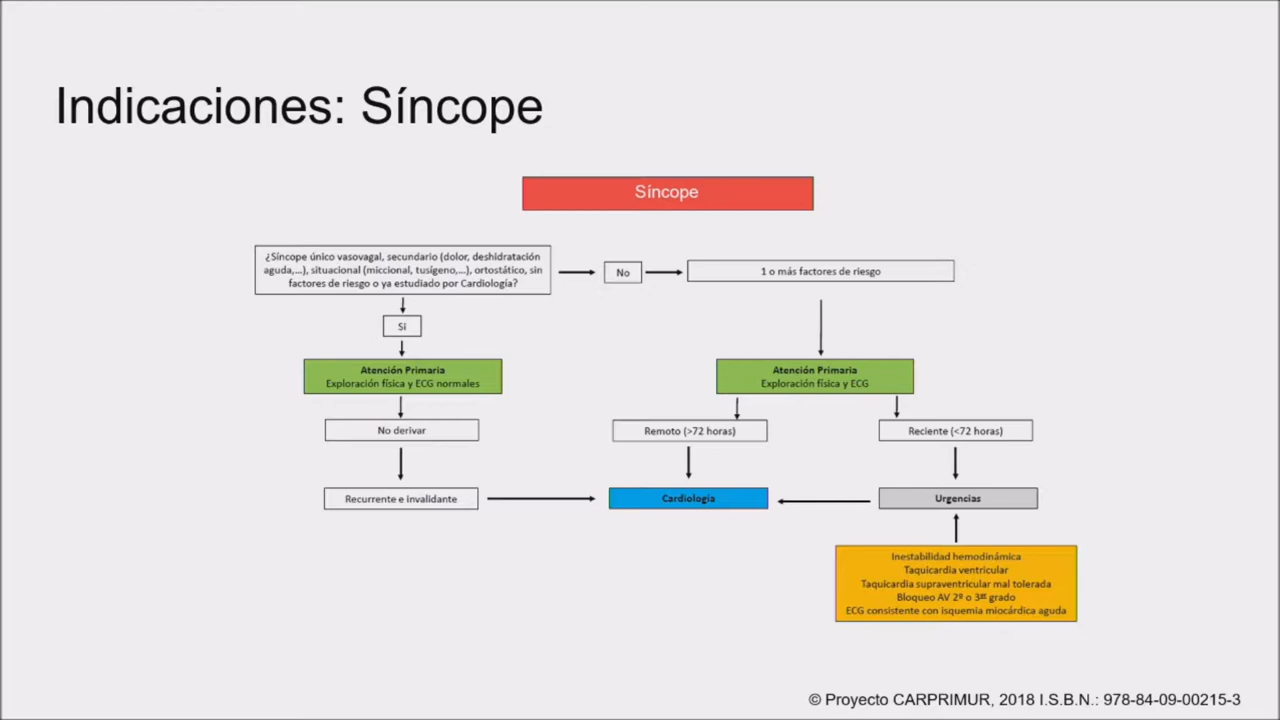 Indicaciones: Síncope
Síncope
¿Síncope único vasovagal, secundario (dolor, deshidratación
aguda,...), situacional (miccional, tusígeno,...), ortostático, sin
factores de riesgo o ya estudiado por Cardiología?
No
1 o más factores de riesgo
Si
Atención Primaria
Exploración física y ECG normales
Atención Primaria
Exploración física y ECG
No derivar
Remoto (>72 horas)
Reciente (<72 horas)
Recurrente e invalidante
Cardiología
Urgencias
Inestabilidad hemodinámica
Taquicardia ventricular
Taquicardia supraventricular mal tolerada
Bloqueo AV 2º o 3er grado
ECG consistente con isquemia miocárdica aguda
© Proyecto CARPRIMUR, 2018 I.S.B.N.: 978-84-09-00215-3